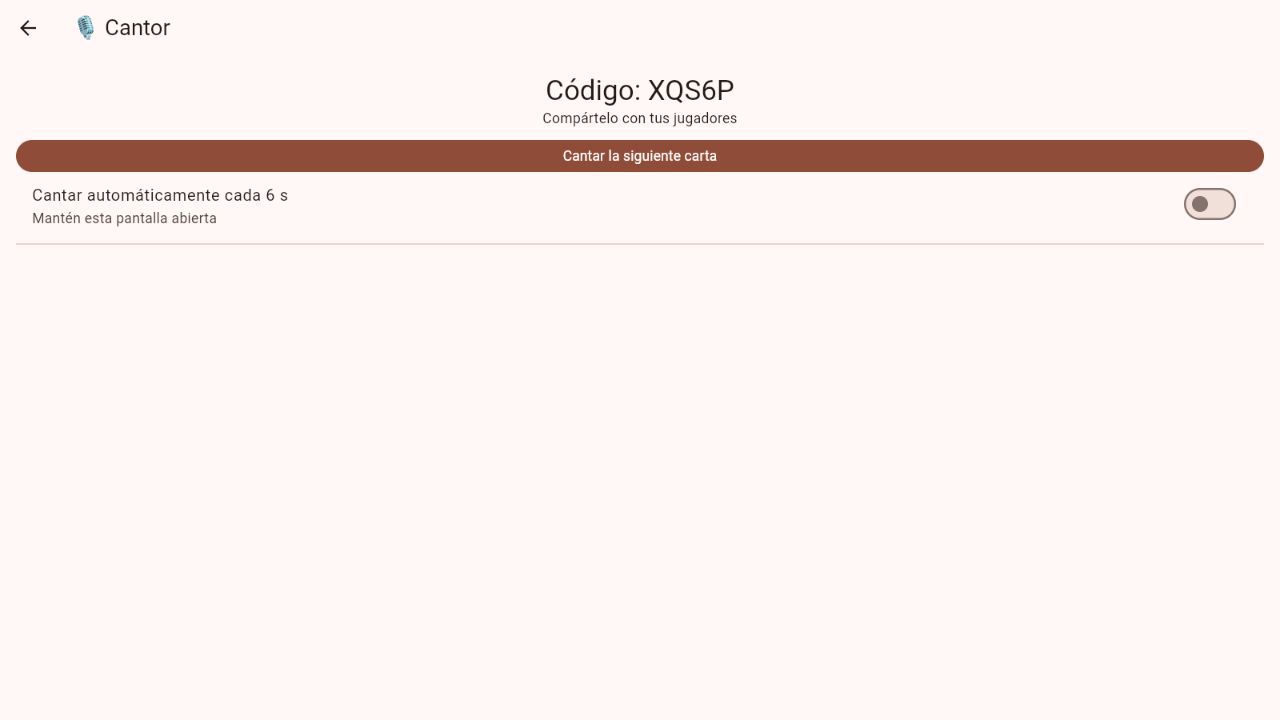 Cantor
Código: XQS6P
Compártelo con tus jugadores
Cantar la siguiente carta
Cantar automáticamente cada 6 s
Mantén esta pantalla abierta